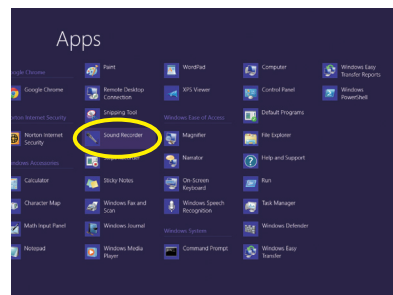 Apps
Google Chrome
Google Chrome
Norton Internet Security
Norton Internet
Security
Windows Accessories
Calculator
Character Map
Math Input Panel
Notepad
Paint
Remote Desktop
Connection
Snipping Tool
Sound Recorder
Sticky Notes
Windows Fax and
Scan
Windows Journal
Windows Media
Player
WordPad
XPS Viewer
Windows Ease of Access
Magnifier
Narrator
On-Screen
Keyboard
Windows Speech
Recognition
Windows System
Command Prompt
Computer
Control Panel
Default Programs
File Explorer
Help and Support
Run
Task Manager
Windows Defender
Windows Easy
Transfer
Windows Easy
Transfer Reports
Windows
PowerShell